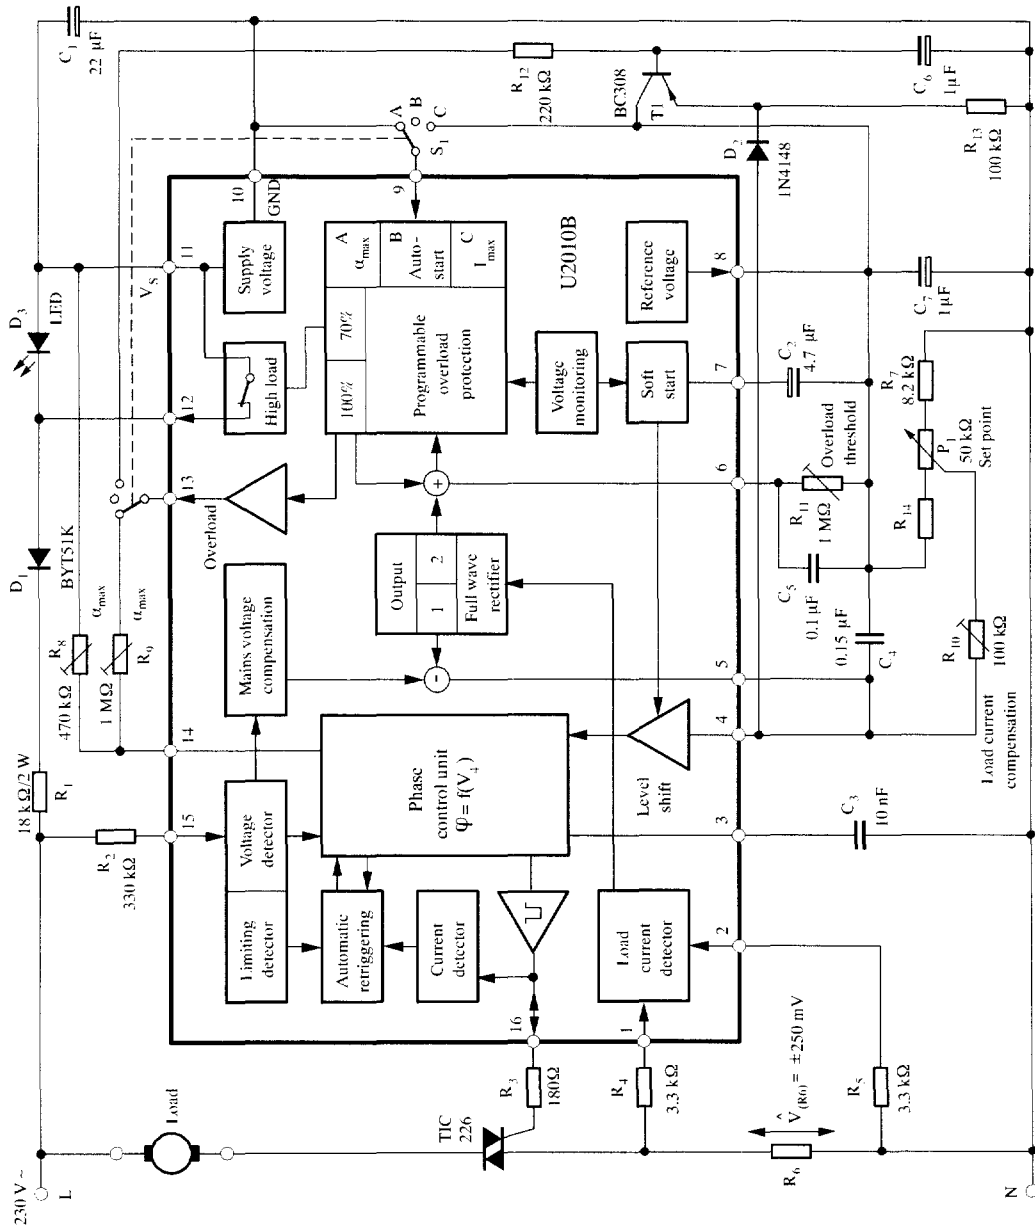 230 V ~
L
Load
TIC
226
R3
180Ω
R4
3.3 kΩ
R6
V̂(R6) = ±250 mV
R5
3.3 kΩ
N
18 kΩ/2 W
R1
R2
330 kΩ
D1
BYT51K
D3
LED
C1
22 µF
R8
470 kΩ
αmax
R9
1 MΩ
αmax
15
14
13
12
11
VS
10
GND
9
S1
A
B
C
R12
220 kΩ
BC308
T1
C6
1µF
D2
1N4148
R13
100 kΩ
Limiting
detector
Voltage
detector
Mains voltage
compensation
Overload
High load
Supply
voltage
Automatic
retriggering
Current
detector
Phase
control unit
φ = f(V4)
Output
1
2
Full wave
rectifier
-
+
100%
70%
Programmable
overload
protection
A
αmax
B
Auto-
start
C
Imax
U2010B
Voltage
monitoring
Soft
start
Reference
voltage
Level
shift
Load
current
detector
16
1
2
3
4
5
6
7
8
C3
10 nF
C4
0.15 µF
C5
0.1 µF
R11
1 MΩ
Overload
threshold
C2
4.7 µF
C7
1µF
R10
100 kΩ
Load current
compensation
R14
P1
50 kΩ
Set point
R7
8.2 kΩ